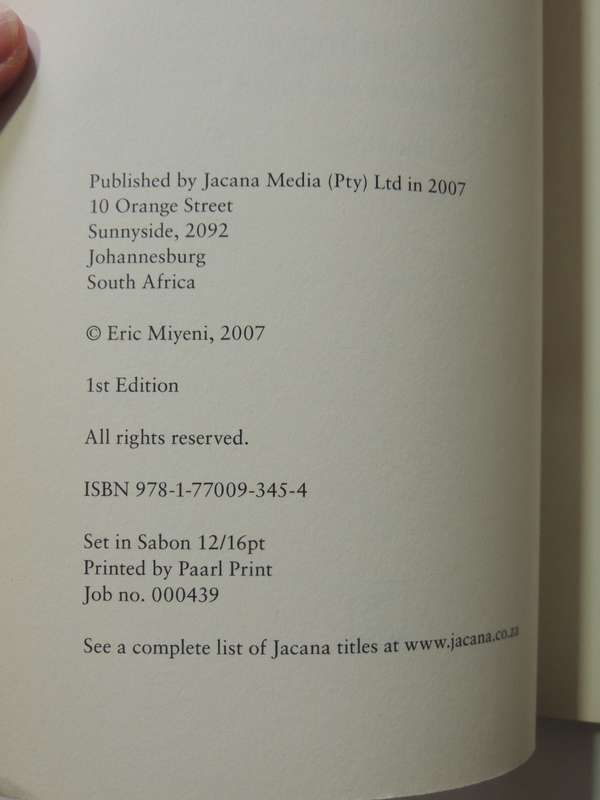 Published by Jacana Media (Pty) Ltd in 2007
10 Orange Street
Sunnyside, 2092
Johannesburg
South Africa
© Eric Miyeni, 2007
1st Edition
All rights reserved.
ISBN 978-1-77009-345-4
Set in Sabon 12/16pt
Printed by Paarl Print
Job no. 000439
See a complete list of Jacana titles at www.jacana.co.za